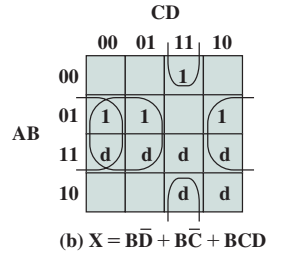 CD
00 01 11 10
00 1
01 1 1 1
AB
11 d d d d
10 d d
(b) X = BD̅ + BC̅ + BCD